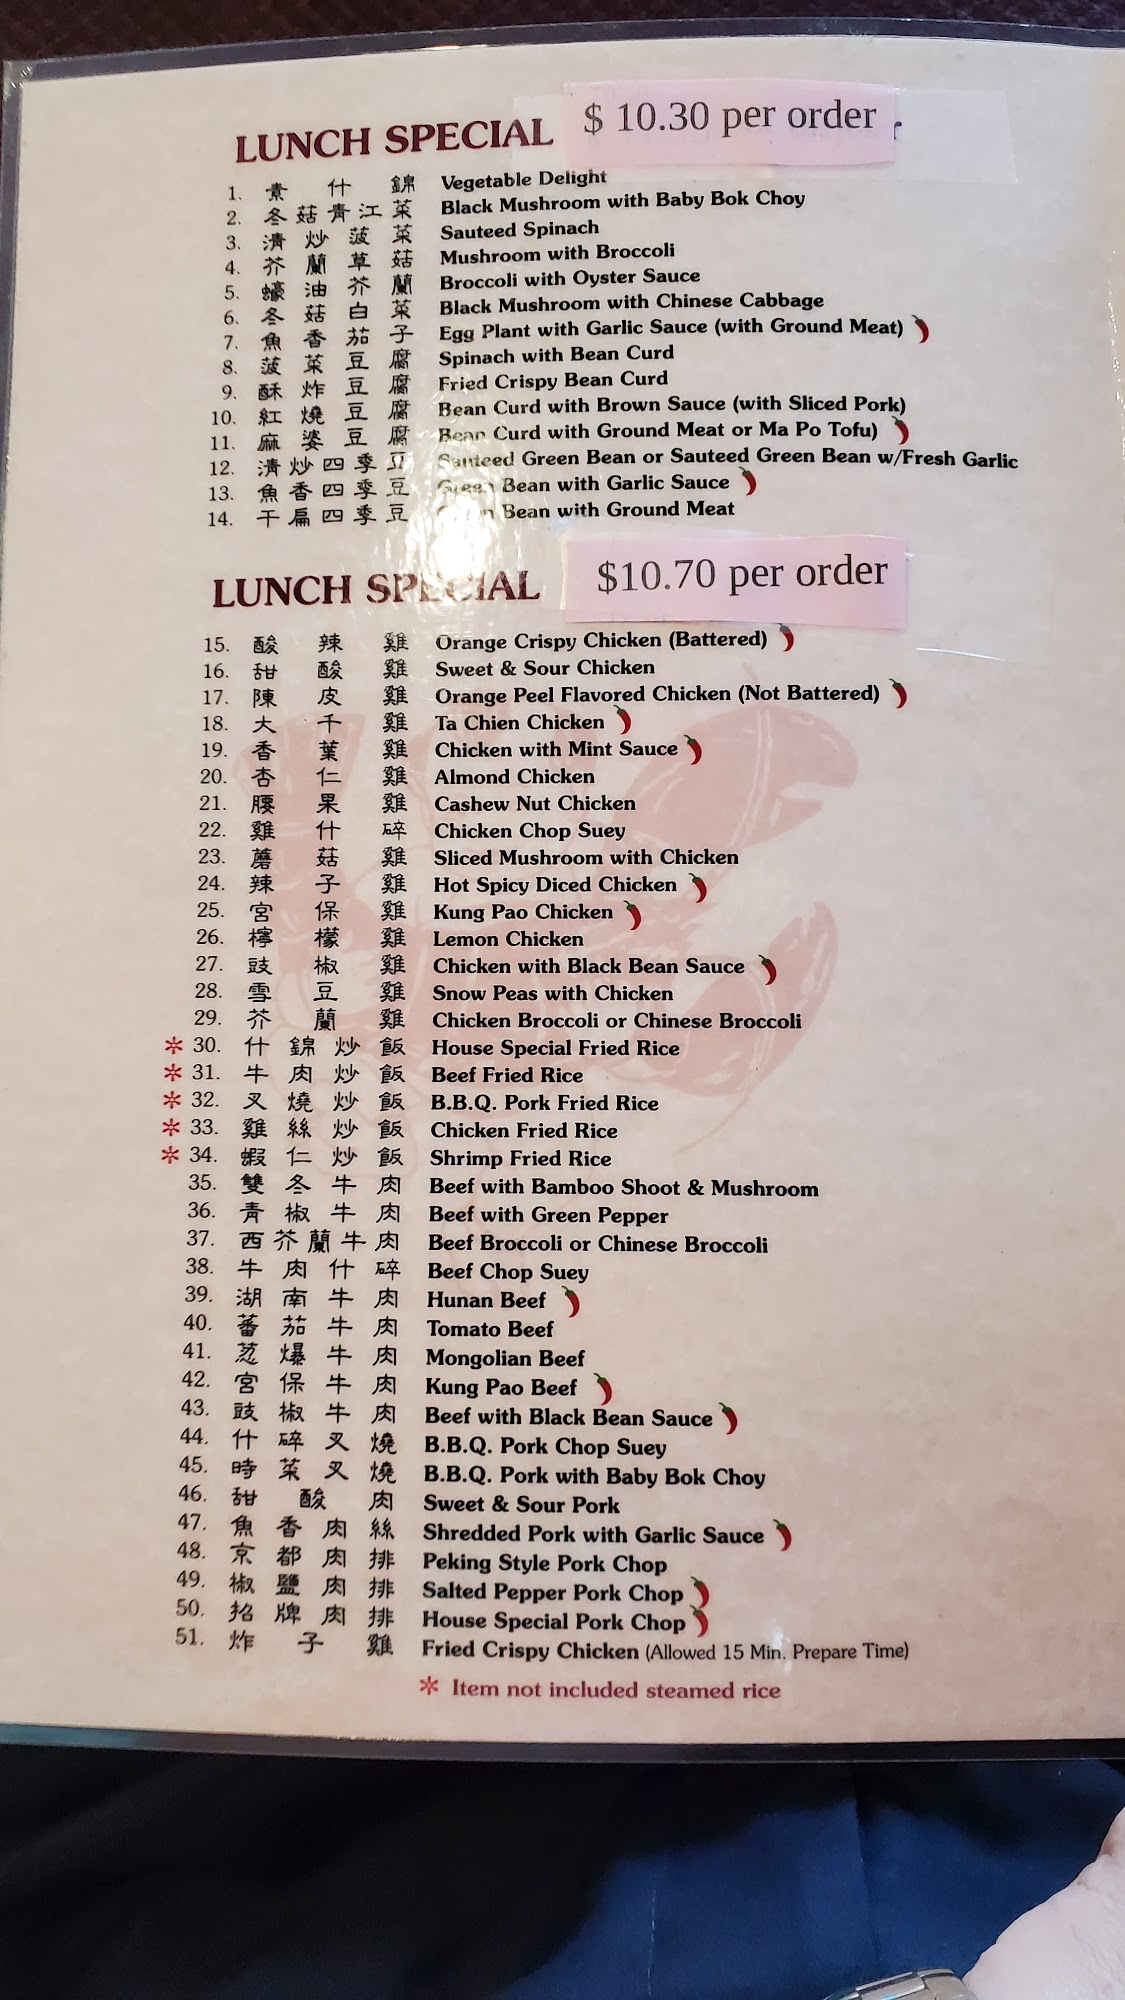 LUNCH SPECIAL $ 10.30 per order
1. 素什錦 Vegetable Delight
2. 冬菇青江菜 Black Mushroom with Baby Bok Choy
3. 清炒菠菜 Sauteed Spinach
4. 芥蘭草菇 Mushroom with Broccoli
5. 蠔油芥蘭 Broccoli with Oyster Sauce
6. 冬菇白菜 Black Mushroom with Chinese Cabbage
7. 魚香茄子 Egg Plant with Garlic Sauce (with Ground Meat)
8. 菠菜豆腐 Spinach with Bean Curd
9. 酥炸豆腐 Fried Crispy Bean Curd
10. 紅燒豆腐 Bean Curd with Brown Sauce (with Sliced Pork)
11. 麻婆豆腐 Bean Curd with Ground Meat or Ma Po Tofu)
12. 清炒四季豆 Sauteed Green Bean or Sauteed Green Bean w/Fresh Garlic
13. 魚香四季豆 Green Bean with Garlic Sauce
14. 干扁四季豆 Green Bean with Ground Meat
LUNCH SPECIAL $10.70 per order
15. 酸辣雞 Orange Crispy Chicken (Battered)
16. 甜酸雞 Sweet & Sour Chicken
17. 陳皮雞 Orange Peel Flavored Chicken (Not Battered)
18. 大千雞 Ta Chien Chicken
19. 香葉雞 Chicken with Mint Sauce
20. 杏仁雞 Almond Chicken
21. 腰果雞 Cashew Nut Chicken
22. 雞什碎 Chicken Chop Suey
23. 蘑菇雞 Sliced Mushroom with Chicken
24. 辣子雞 Hot Spicy Diced Chicken
25. 宮保雞 Kung Pao Chicken
26. 檸檬雞 Lemon Chicken
27. 豉椒雞 Chicken with Black Bean Sauce
28. 雪豆雞 Snow Peas with Chicken
29. 芥蘭雞 Chicken Broccoli or Chinese Broccoli
* 30. 什錦炒飯 House Special Fried Rice
* 31. 牛肉炒飯 Beef Fried Rice
* 32. 叉燒炒飯 B.B.Q. Pork Fried Rice
* 33. 雞絲炒飯 Chicken Fried Rice
* 34. 蝦仁炒飯 Shrimp Fried Rice
35. 雙冬牛肉 Beef with Bamboo Shoot & Mushroom
36. 青椒牛肉 Beef with Green Pepper
37. 西芥蘭牛肉 Beef Broccoli or Chinese Broccoli
38. 牛肉什碎 Beef Chop Suey
39. 湖南牛肉 Hunan Beef
40. 蕃茄牛肉 Tomato Beef
41. 葱爆牛肉 Mongolian Beef
42. 宮保牛肉 Kung Pao Beef
43. 豉椒牛肉 Beef with Black Bean Sauce
44. 什碎叉燒 B.B.Q. Pork Chop Suey
45. 時菜叉燒 B.B.Q. Pork with Baby Bok Choy
46. 甜酸肉 Sweet & Sour Pork
47. 魚香肉絲 Shredded Pork with Garlic Sauce
48. 京都肉排 Peking Style Pork Chop
49. 椒鹽肉排 Salted Pepper Pork Chop
50. 招牌肉排 House Special Pork Chop
51. 炸子雞 Fried Crispy Chicken (Allowed 15 Min. Prepare Time)
* Item not included steamed rice